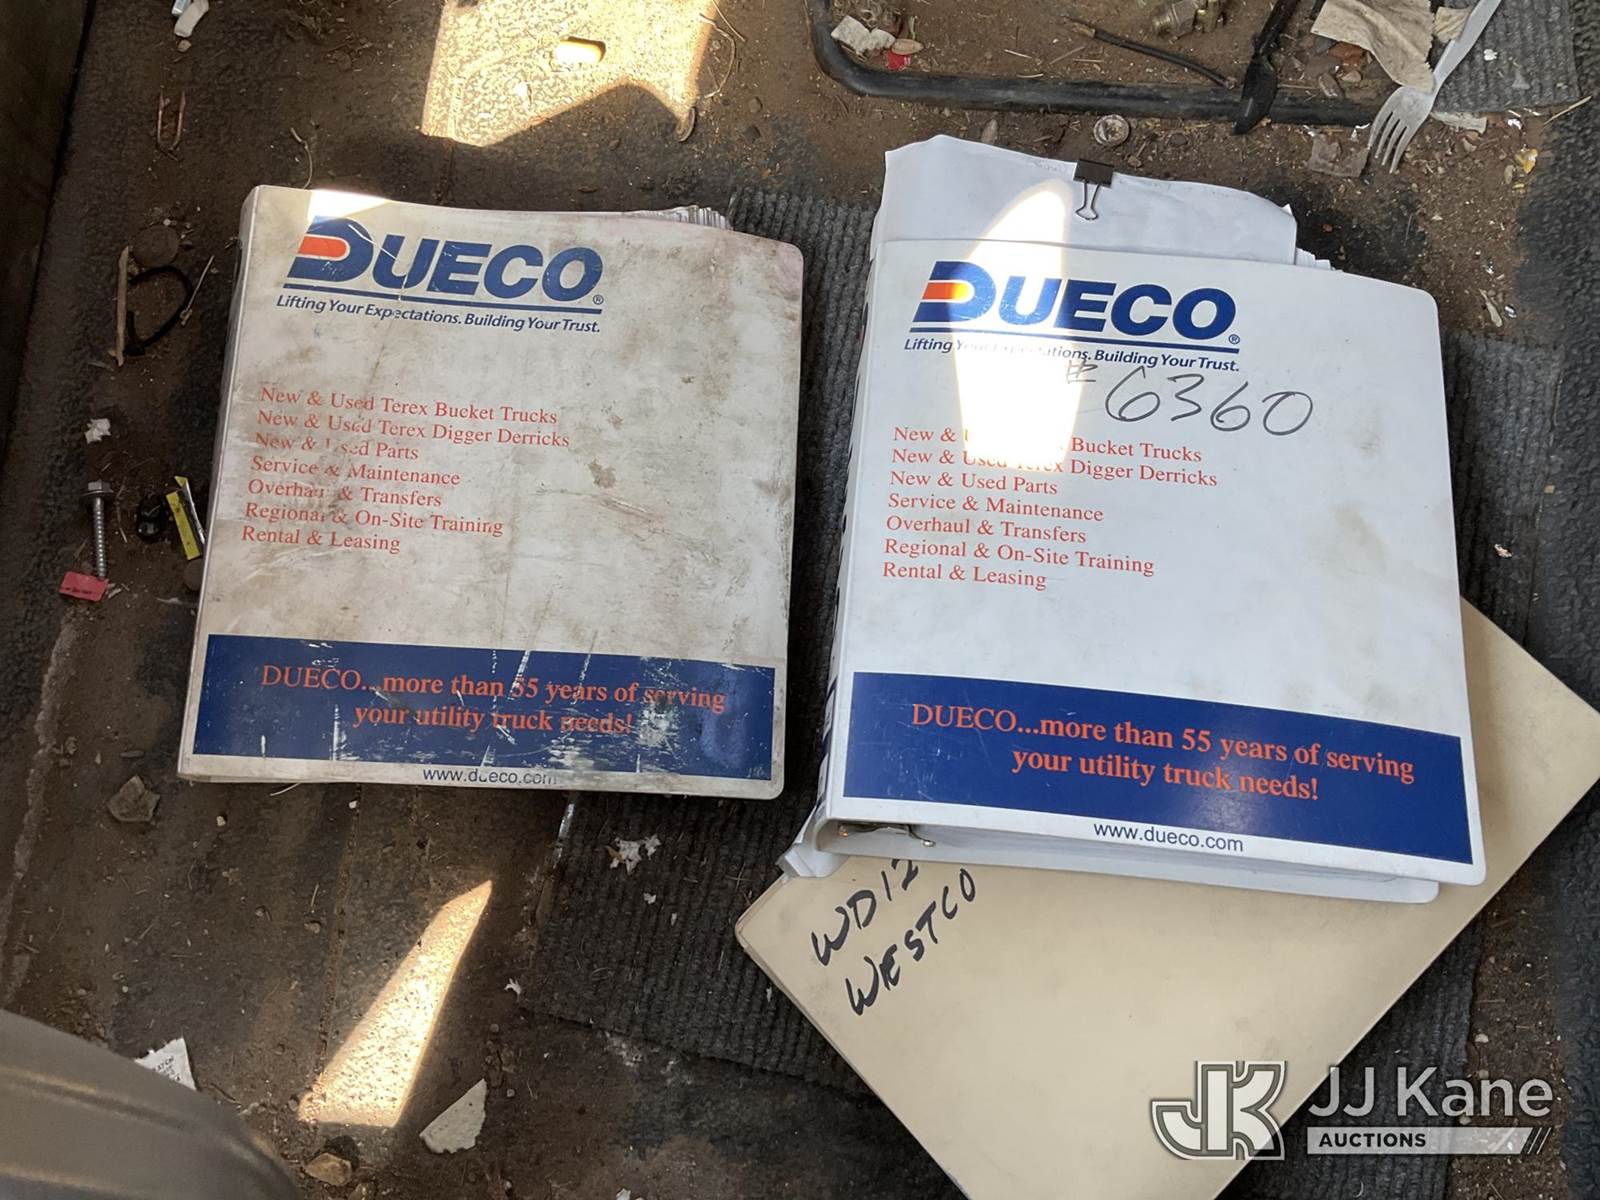 DUECO®
Lifting Your Expectations. Building Your Trust.
New & Used Terex Bucket Trucks
New & Used Terex Digger Derricks
New & Used Parts
Service & Maintenance
Overhaul & Transfers
Regional & On-Site Training
Rental & Leasing
DUECO...more than 55 years of serving
your utility truck needs!
www.dueco.com
DUECO®
Lifting Your Expectations. Building Your Trust.
#6360
New & Used Terex Bucket Trucks
New & Used Terex Digger Derricks
New & Used Parts
Service & Maintenance
Overhaul & Transfers
Regional & On-Site Training
Rental & Leasing
DUECO...more than 55 years of serving
your utility truck needs!
www.dueco.com
WD12
WESTCO
JK JJ Kane
AUCTIONS